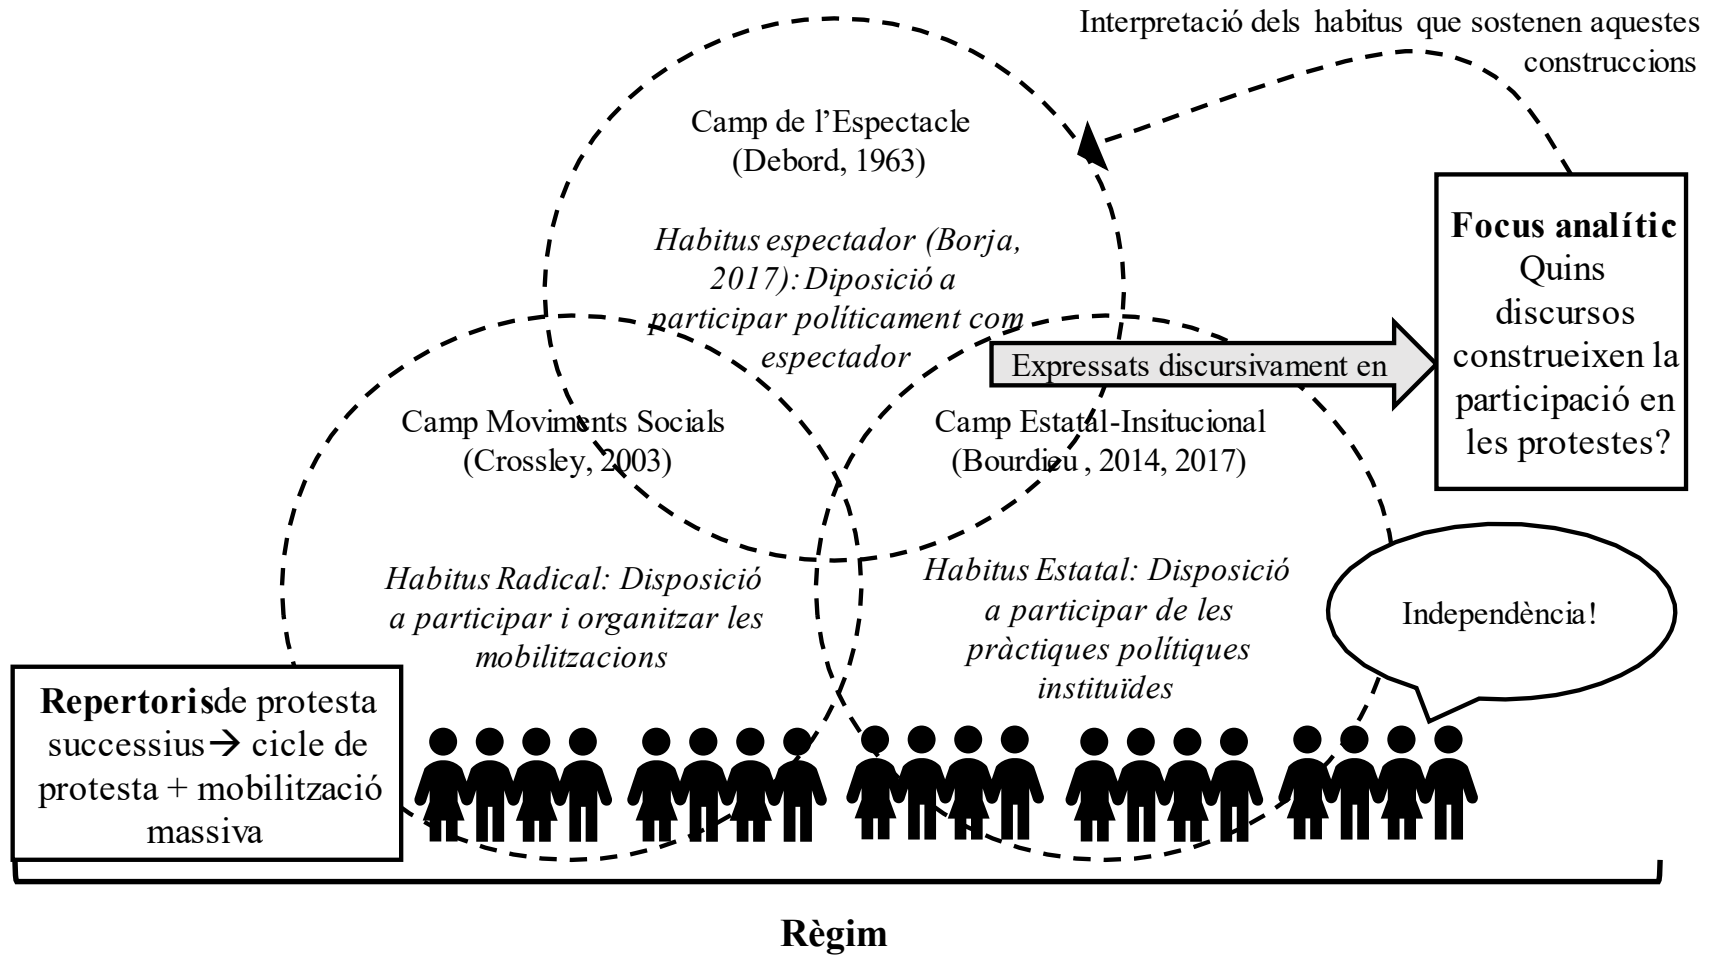 Interpretació dels habitus que sostenen aquestes
construccions
Camp de l’Espectacle
(Debord, 1963)
Habitus espectador (Borja,
2017): Diposició a
participar políticament com
espectador
Focus analític
Quins
discursos
construeixen la
participació en
les protestes?
Expressats discursivament en
Camp Moviments Socials
(Crossley, 2003)
Camp Estatal-Insitucional
(Bourdieu , 2014, 2017)
Habitus Radical: Disposició
a participar i organitzar les
mobilitzacions
Habitus Estatal: Disposició
a participar de les
pràctiques polítiques
instituïdes
Independència!
Repertoris de protesta
successius → cicle de
protesta + mobilització
massiva
Règim